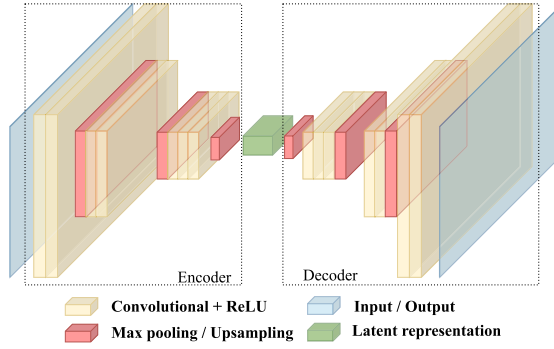 Encoder
Decoder
Convolutional + ReLU
Input / Output
Max pooling / Upsampling
Latent representation